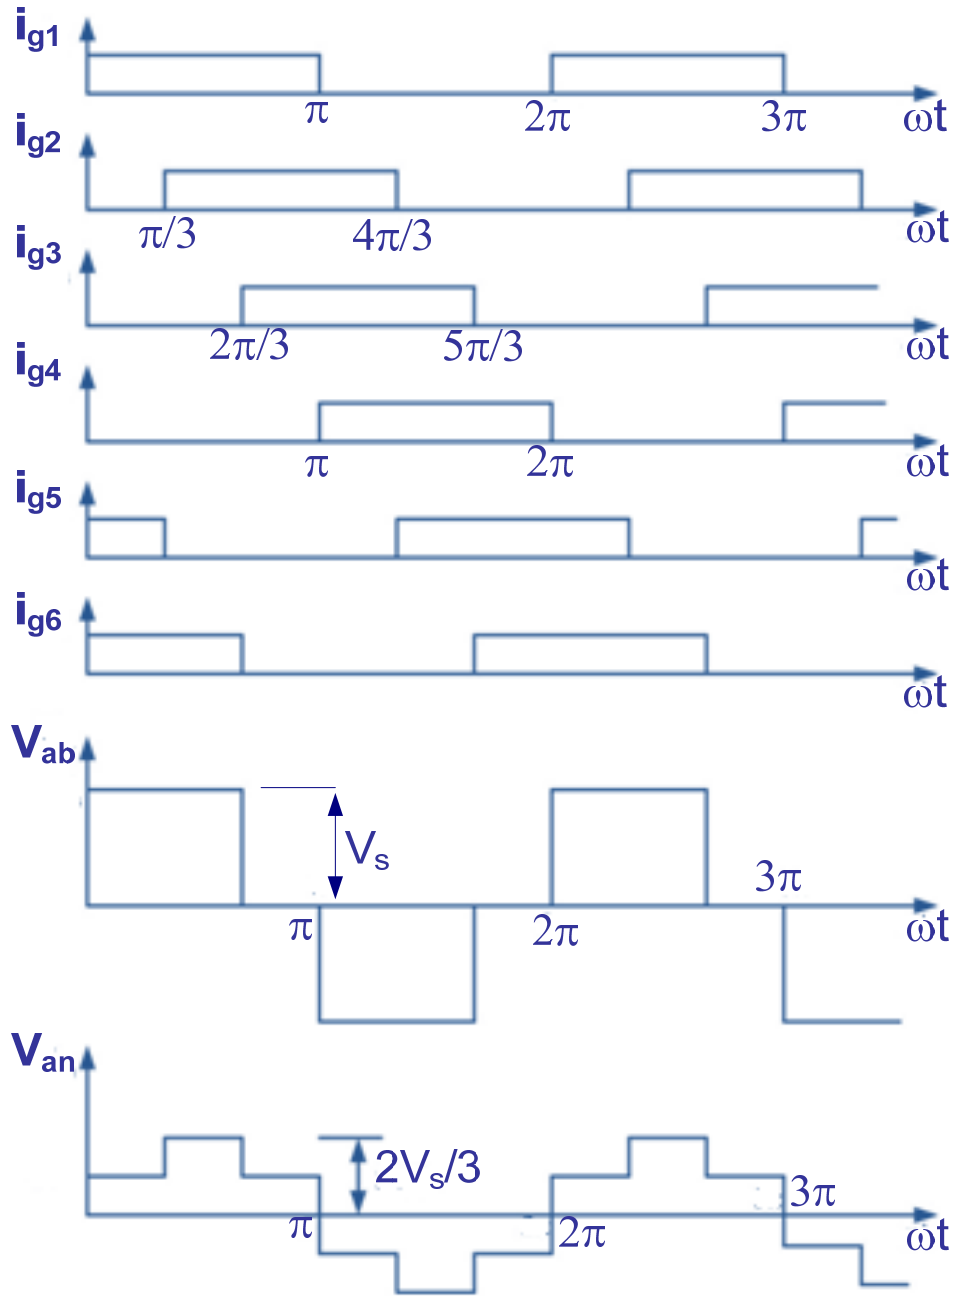 ig1
π 2π 3π ωt
ig2
π/3 4π/3 ωt
ig3
2π/3 5π/3 ωt
ig4
π 2π ωt
ig5
ωt
ig6
ωt
Vab
Vs
3π
π 2π ωt
Van
2Vs/3
3π
π 2π ωt